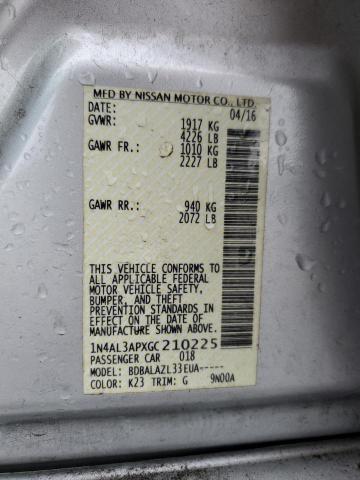 MFD BY NISSAN MOTOR CO., LTD.
DATE: 04/16
GVWR: 1917 KG
4226 LB
GAWR FR.: 1010 KG
2227 LB
GAWR RR.: 940 KG
2072 LB
THIS VEHICLE CONFORMS TO
ALL APPLICABLE FEDERAL
MOTOR VEHICLE SAFETY,
BUMPER, AND THEFT
PREVENTION STANDARDS IN
EFFECT ON THE DATE OF
MANUFACTURE SHOWN ABOVE.
1N4AL3APXGC210225
PASSENGER CAR 018
MODEL: BDBALAZL33EUA-----
COLOR: K23 TRIM: G 9N00A